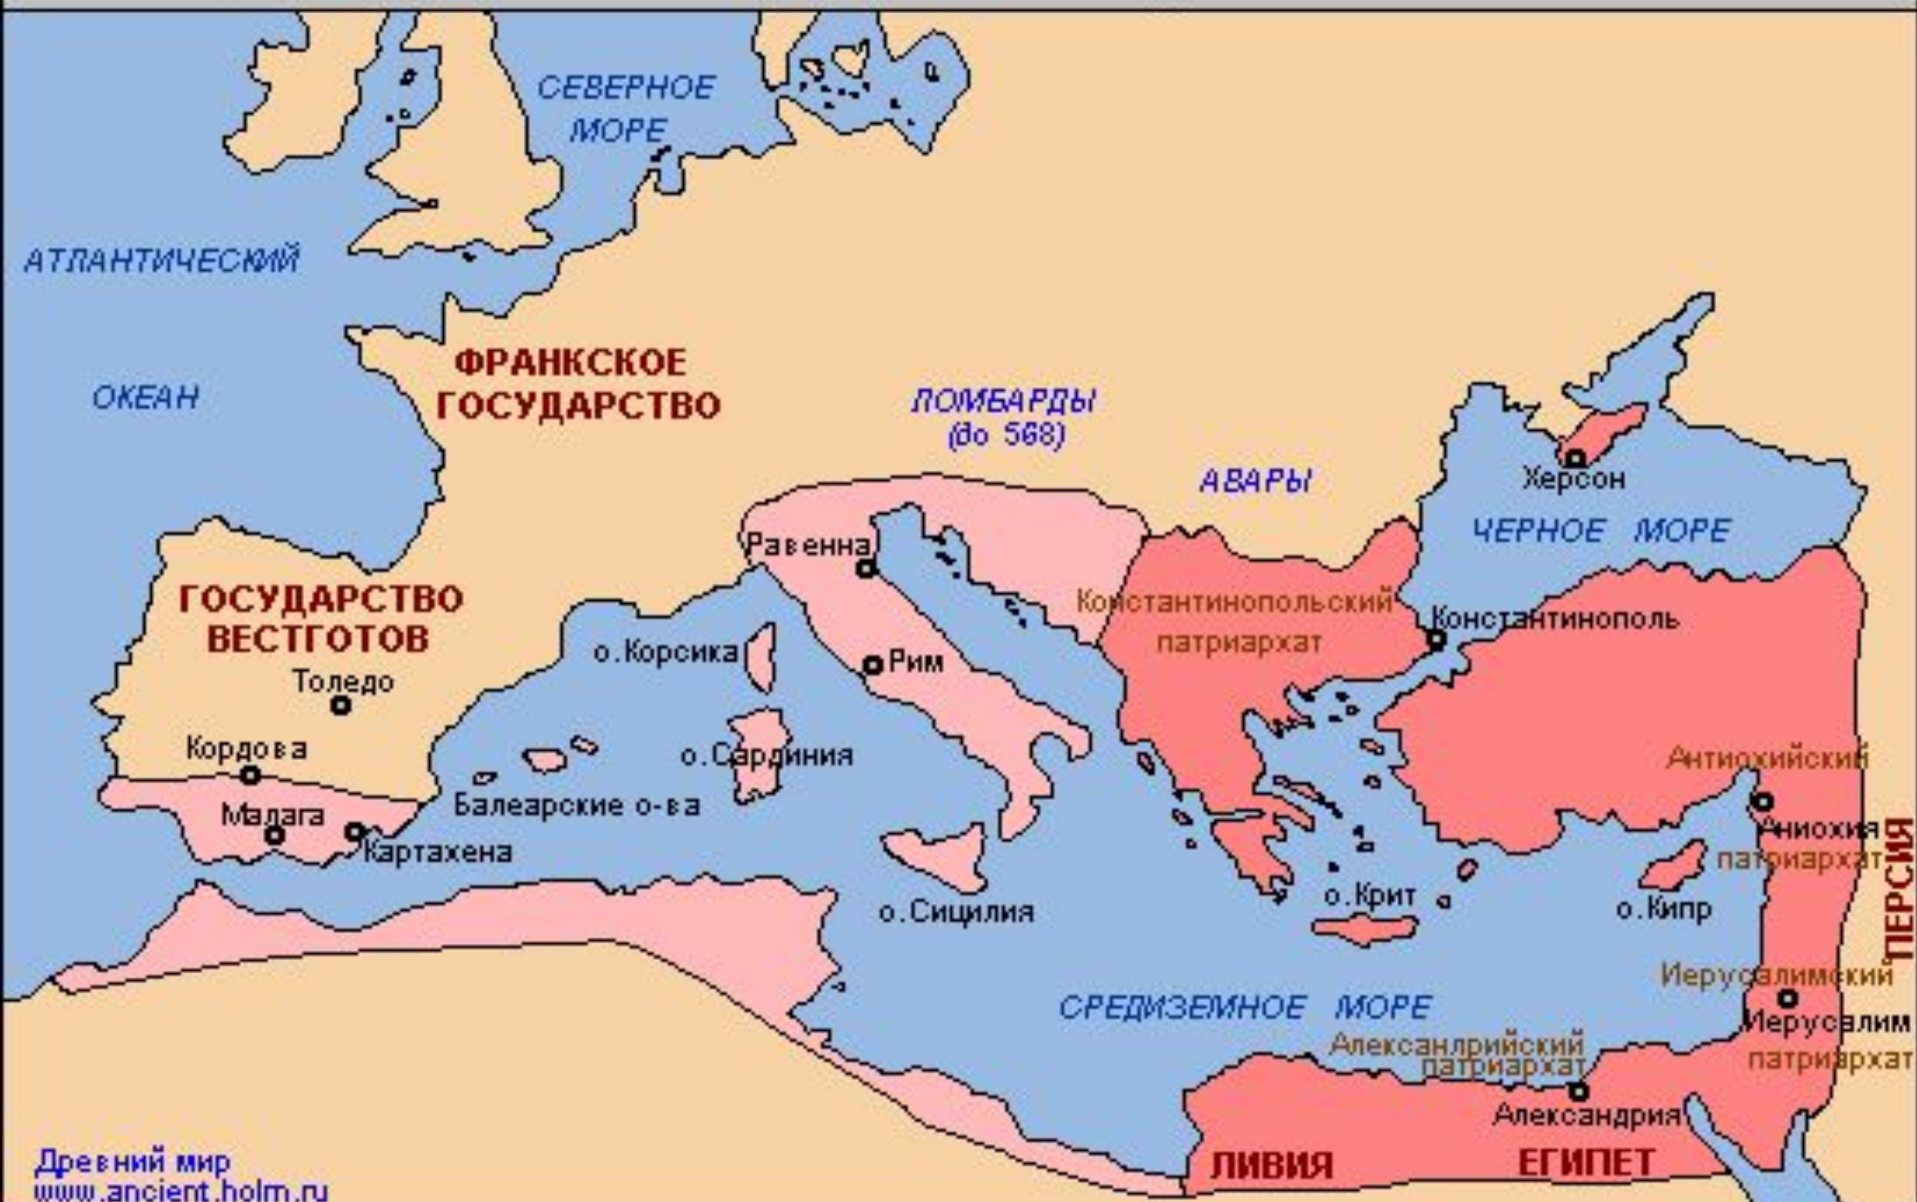 СЕВЕРНОЕ
МОРЕ
АТЛАНТИЧЕСКИЙ
ОКЕАН
ФРАНКСКОЕ
ГОСУДАРСТВО
ЛОМБАРДЫ
(до 568)
АВАРЫ
Херсон
ЧЕРНОЕ МОРЕ
Равенна
ГОСУДАРСТВО
ВЕСТГОТОВ
Константинопольский
патриархат
Константинополь
о.Корсика
Рим
Толедо
Кордова
о.Сардиния
Антиохийский
Балеарские о-ва
Малага
Картахена
Аниохия
патриархат
ПЕРСИЯ
о.Сицилия
о.Крит
о.Кипр
Иерусалимский
СРЕДИЗЕМНОЕ МОРЕ
Иерусалим
патриархат
Алексанлрийский
патриархат
Александрия
ЛИВИЯ
ЕГИПЕТ
Древний мир
www.ancient.holm.ru